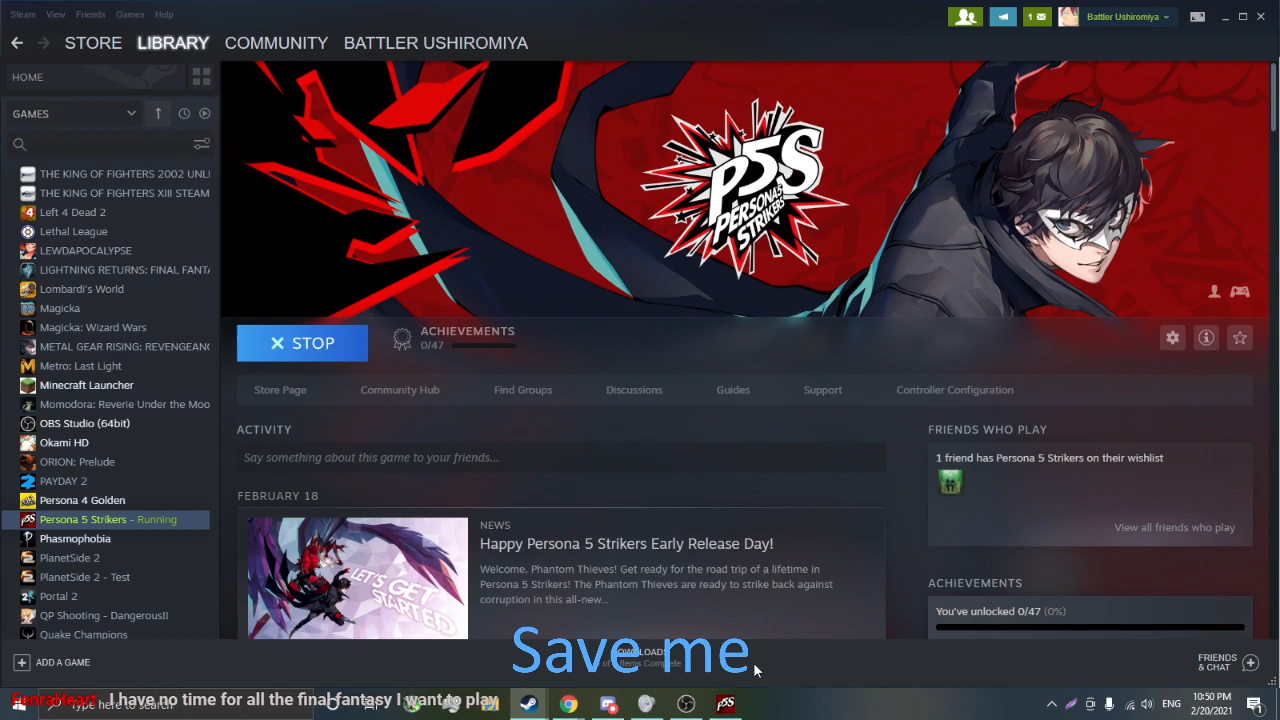 Steam View Friends Games Help
1
Battler Ushiromiya
STORE LIBRARY COMMUNITY BATTLER USHIROMIYA
HOME
GAMES
THE KING OF FIGHTERS 2002 UNLI
THE KING OF FIGHTERS XIII STEAM
Left 4 Dead 2
Lethal League
LEWDAPOCALYPSE
LIGHTNING RETURNS: FINAL FANTA
Lombardi's World
Magicka
Magicka: Wizard Wars
METAL GEAR RISING: REVENGEANC
Metro: Last Light
Minecraft Launcher
Momodora: Reverie Under the Moo
OBS Studio (64bit)
Okami HD
ORION: Prelude
PAYDAY 2
Persona 4 Golden
Persona 5 Strikers - Running
Phasmophobia
PlanetSide 2
PlanetSide 2 - Test
Portal 2
QP Shooting - Dangerous!!
Quake Champions
P5S
PERSONA5
STRIKERS
STOP
ACHIEVEMENTS
0/47
Store Page Community Hub Find Groups Discussions Guides Support Controller Configuration
ACTIVITY
Say something about this game to your friends...
FEBRUARY 18
LET'S GET
STARTED
NEWS
Happy Persona 5 Strikers Early Release Day!
Welcome, Phantom Thieves! Get ready for the road trip of a lifetime in
Persona 5 Strikers! The Phantom Thieves are ready to strike back against
corruption in this all-new...
FRIENDS WHO PLAY
1 friend has Persona 5 Strikers on their wishlist
View all friends who play
ACHIEVEMENTS
You've unlocked 0/47 (0%)
Save me
Items Complete
ADD A GAME
FRIENDS
& CHAT
FenraHeart I have no time for all the final fantasy I want to play
Type here to search
ENG
10:50 PM
2/20/2021